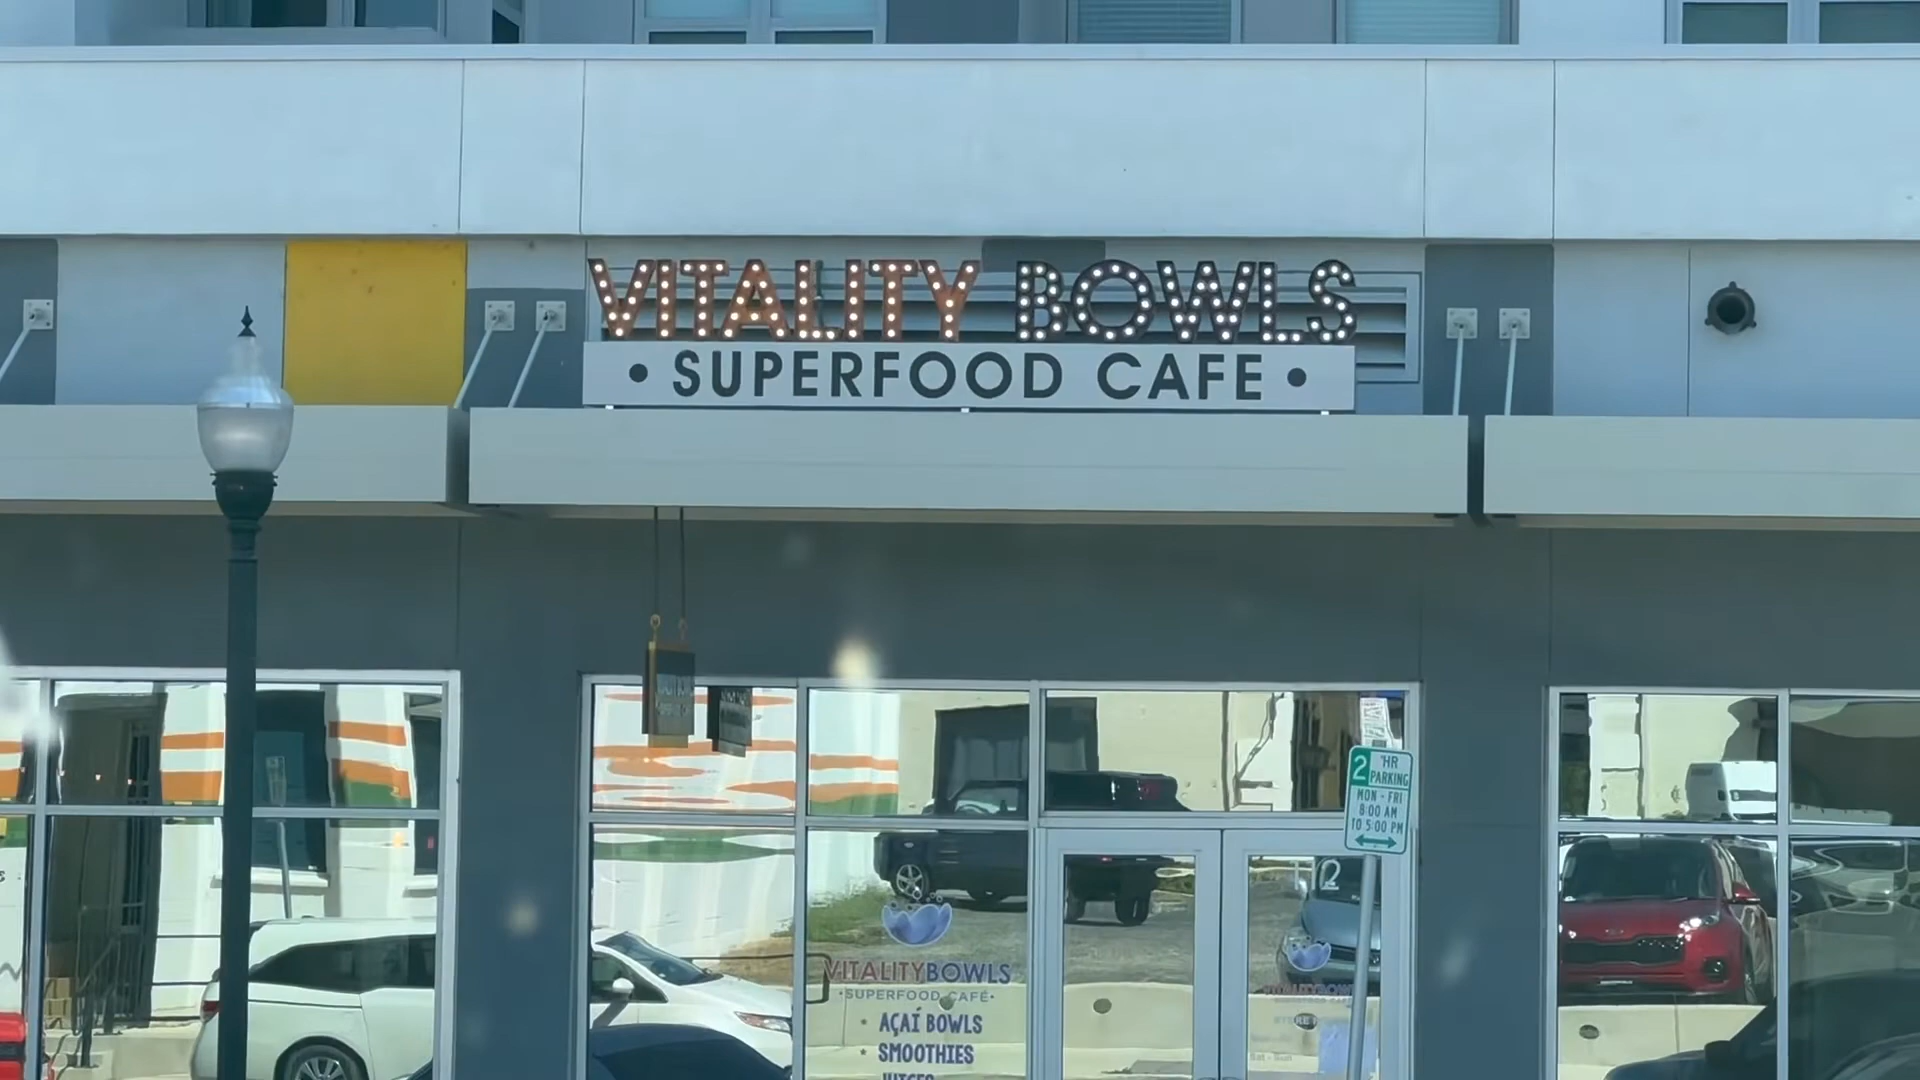 VITALITY BOWLS
• SUPERFOOD CAFE •
2 HR
PARKING
MON - FRI
8:00 AM
TO 5:00 PM
VITALITYBOWLS
•SUPERFOOD CAFÉ•
AÇAÍ BOWLS
SMOOTHIES
JUICES